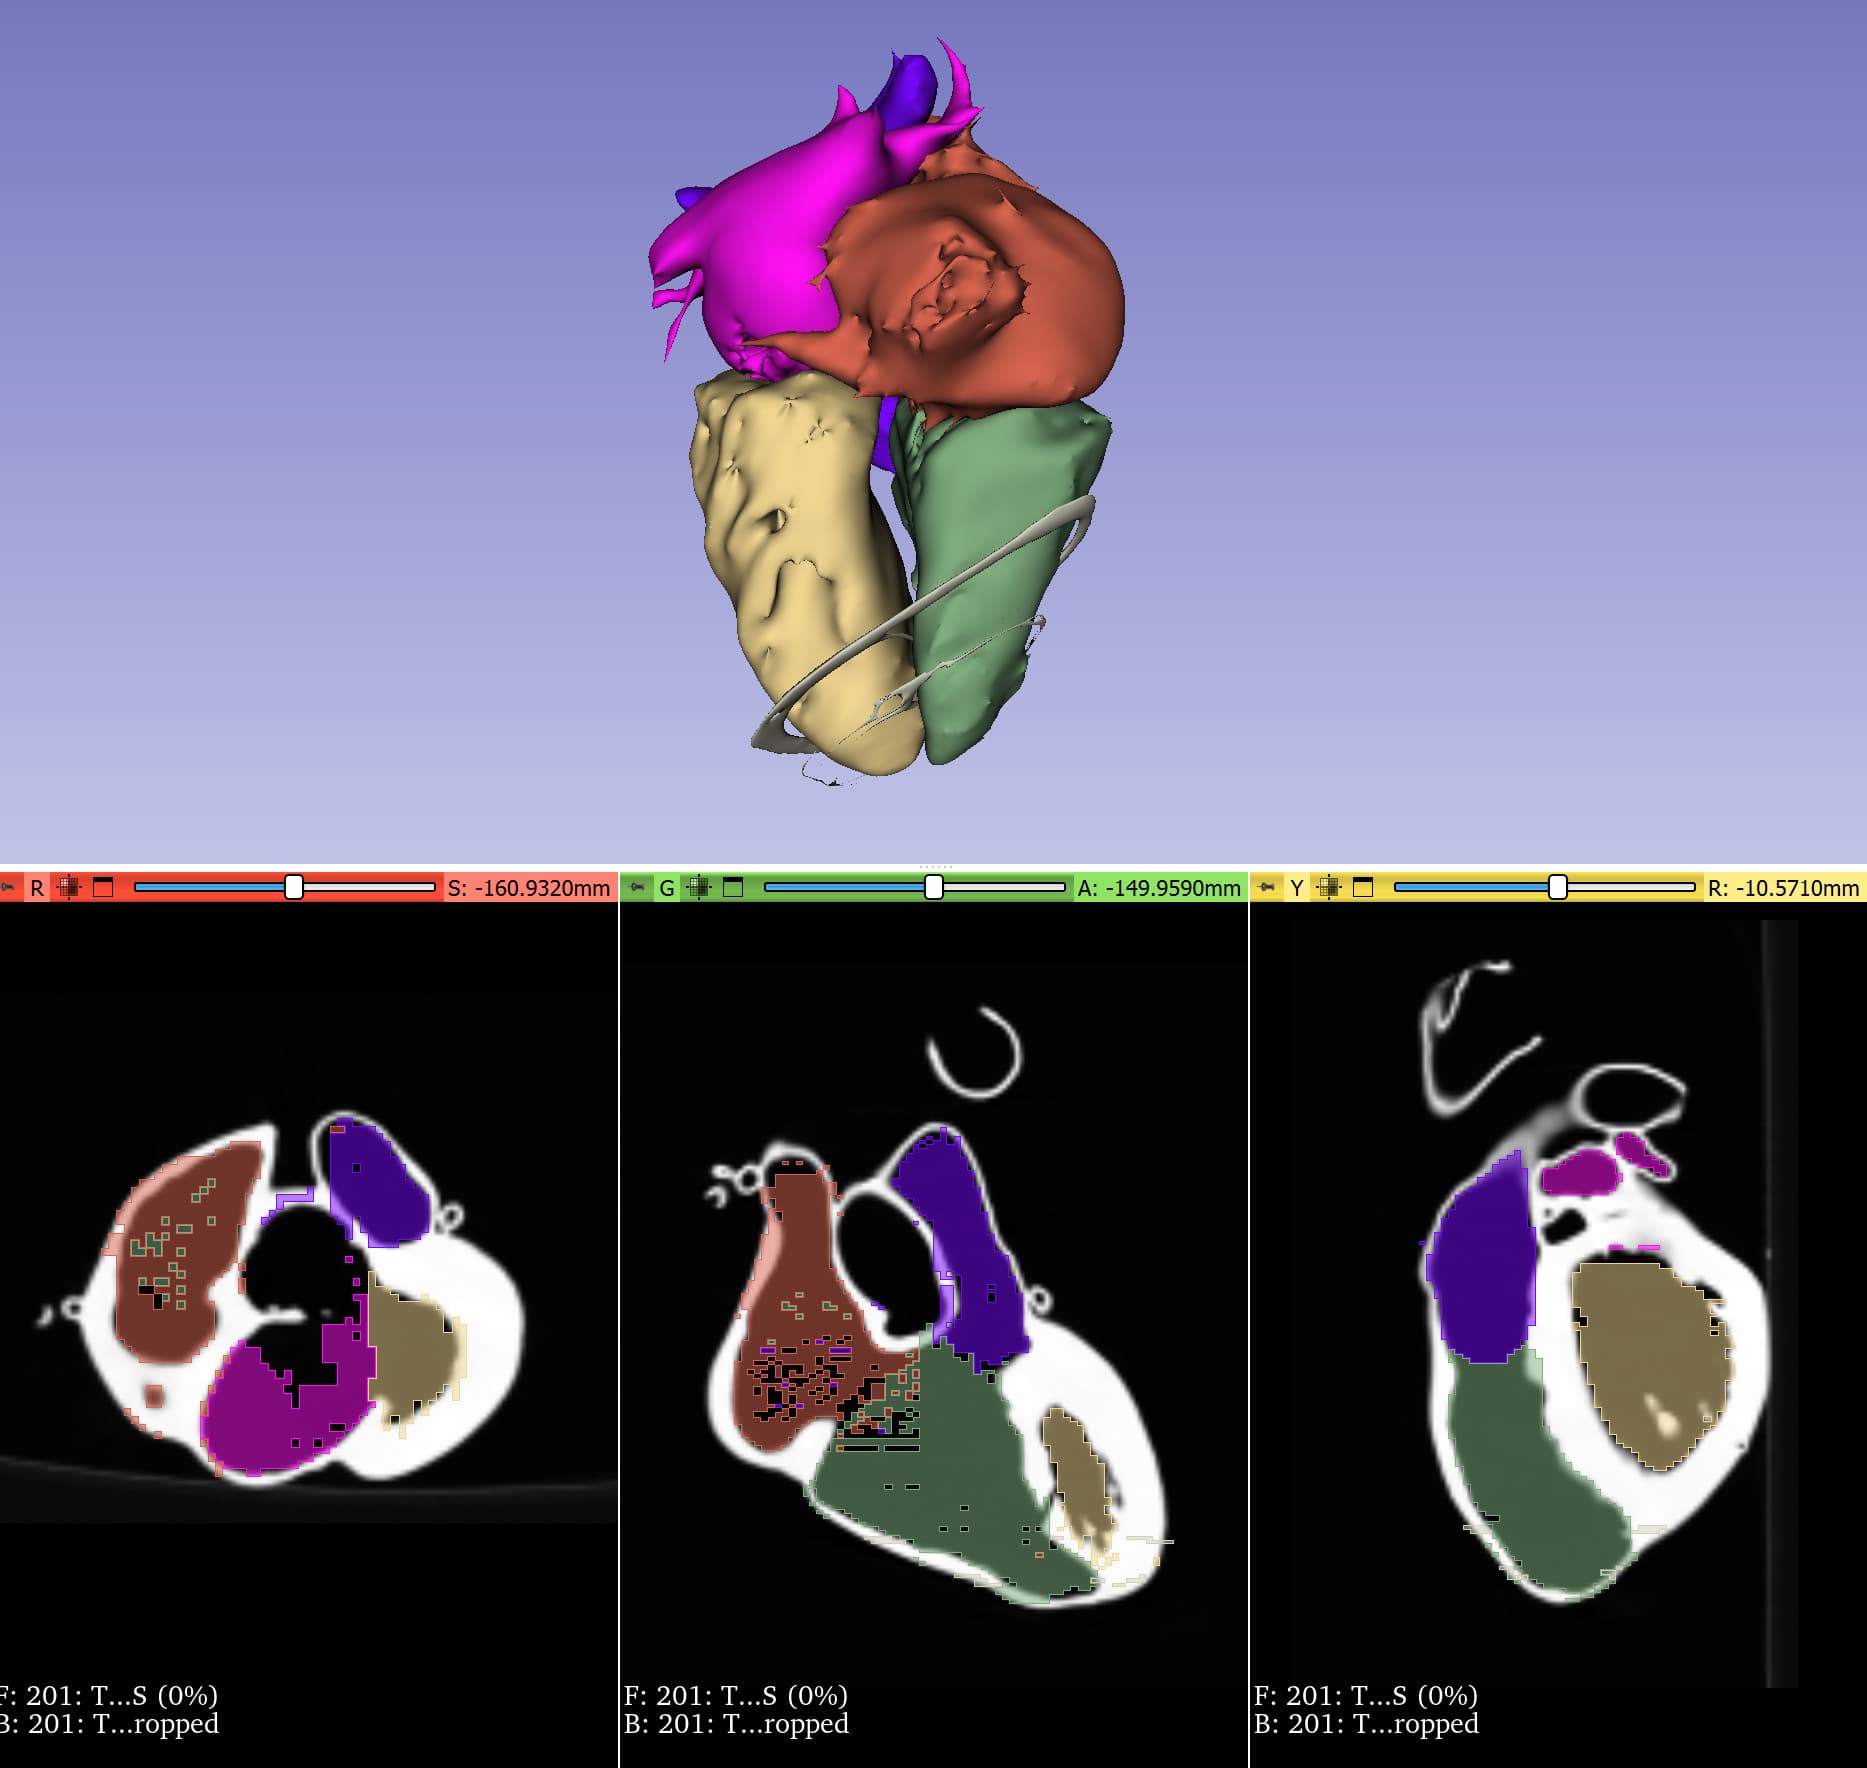 R S: -160.9320mm
G A: -149.9590mm
Y R: -10.5710mm
F: 201: T...S (0%)
B: 201: T...ropped
F: 201: T...S (0%)
B: 201: T...ropped
F: 201: T...S (0%)
B: 201: T...ropped